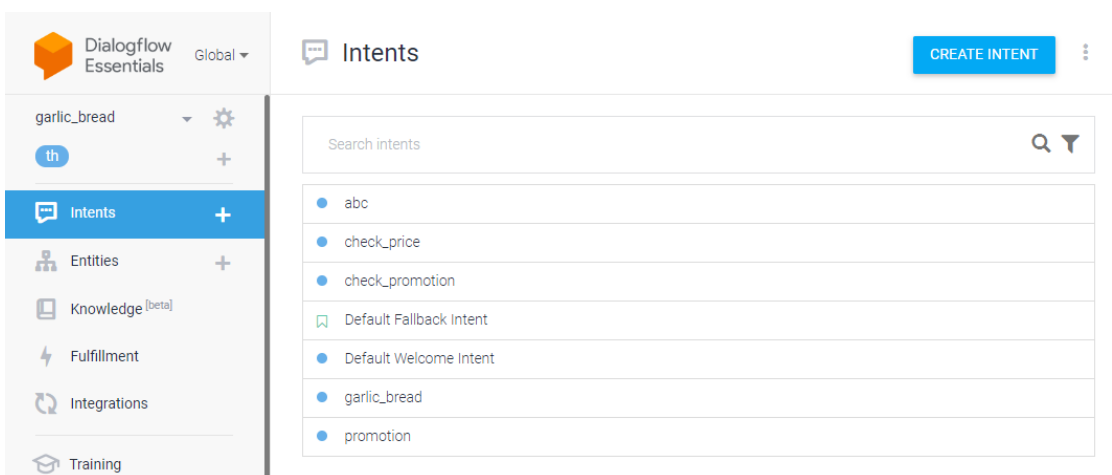 Dialogflow
Essentials
Global
Intents
CREATE INTENT
garlic_bread
th
Search intents
Intents
Entities
Knowledge [beta]
Fulfillment
Integrations
Training
abc
check_price
check_promotion
Default Fallback Intent
Default Welcome Intent
garlic_bread
promotion